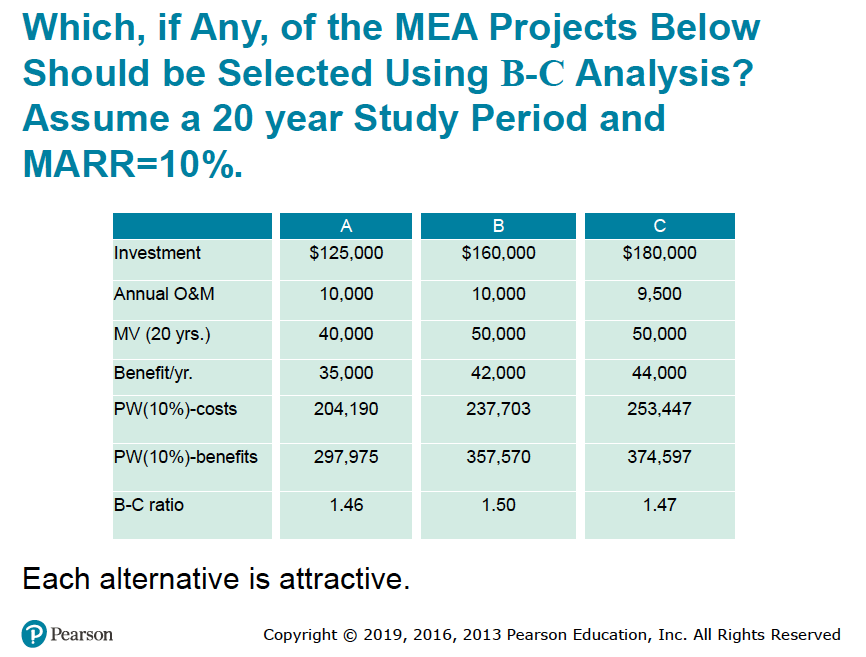 Which, if Any, of the MEA Projects Below
Should be Selected Using B-C Analysis?
Assume a 20 year Study Period and
MARR=10%.
A B C
Investment $125,000 $160,000 $180,000
Annual O&M 10,000 10,000 9,500
MV (20 yrs.) 40,000 50,000 50,000
Benefit/yr. 35,000 42,000 44,000
PW(10%)-costs 204,190 237,703 253,447
PW(10%)-benefits 297,975 357,570 374,597
B-C ratio 1.46 1.50 1.47
Each alternative is attractive.
P Pearson Copyright © 2019, 2016, 2013 Pearson Education, Inc. All Rights Reserved